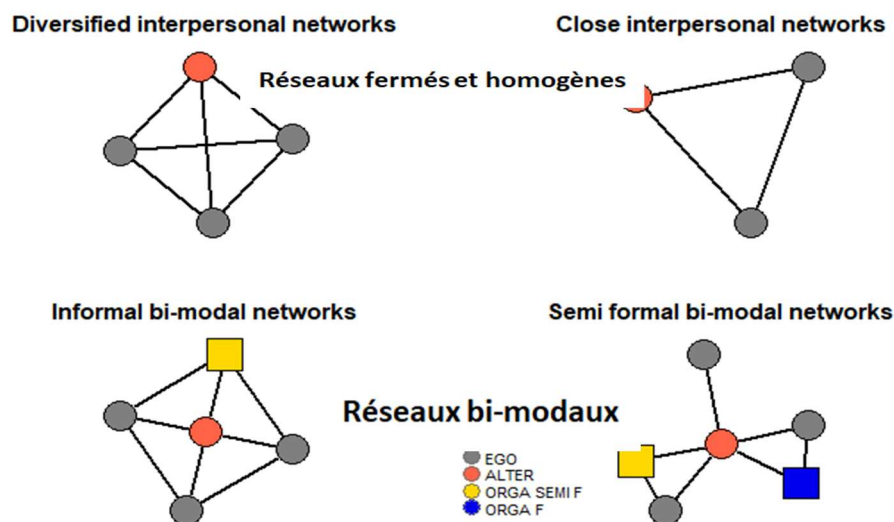 Diversified interpersonal networks
Close interpersonal networks
Réseaux fermés et homogènes
Informal bi-modal networks
Semi formal bi-modal networks
Réseaux bi-modaux
EGO
ALTER
ORGA SEMI F
ORGA F